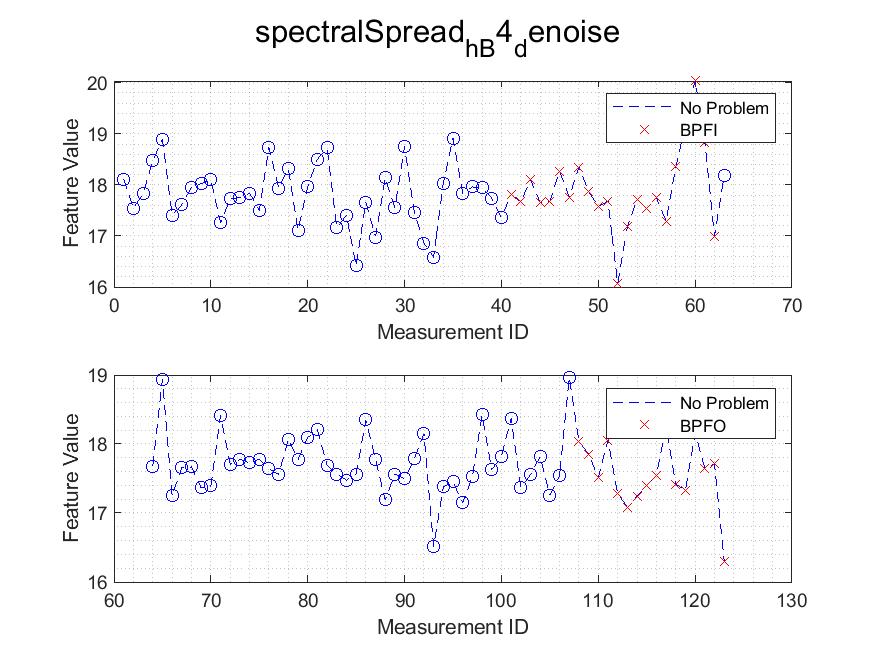 spectralSpread_hB4_denoise
20
19
18
17
16
Feature Value
No Problem
BPFI
0 10 20 30 40 50 60 70
Measurement ID
19
18
17
16
Feature Value
No Problem
BPFO
60 70 80 90 100 110 120 130
Measurement ID